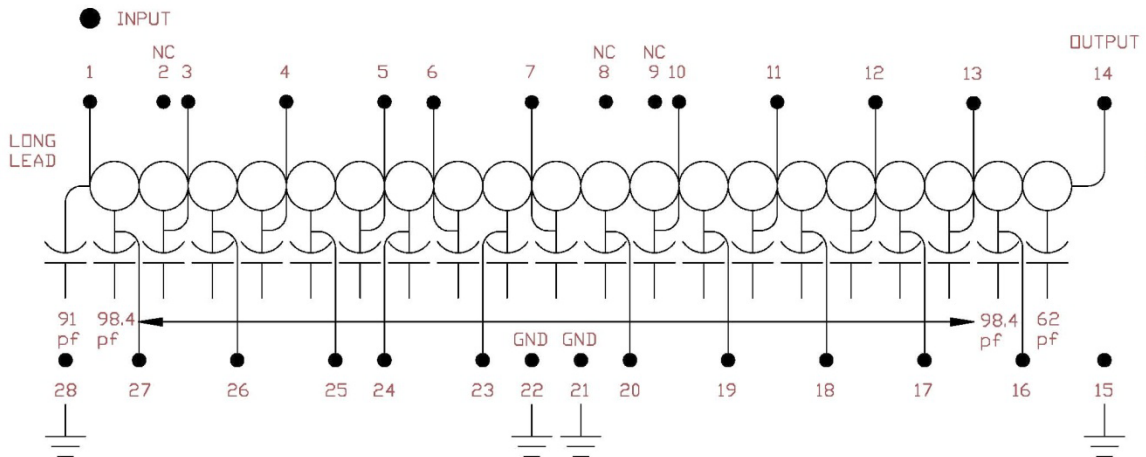 INPUT
OUTPUT
NC NC NC
1 2 3 4 5 6 7 8 9 10 11 12 13 14
LONG
LEAD
91
pf
98.4
pf
98.4
pf
62
pf
GND GND
28 27 26 25 24 23 22 21 20 19 18 17 16 15